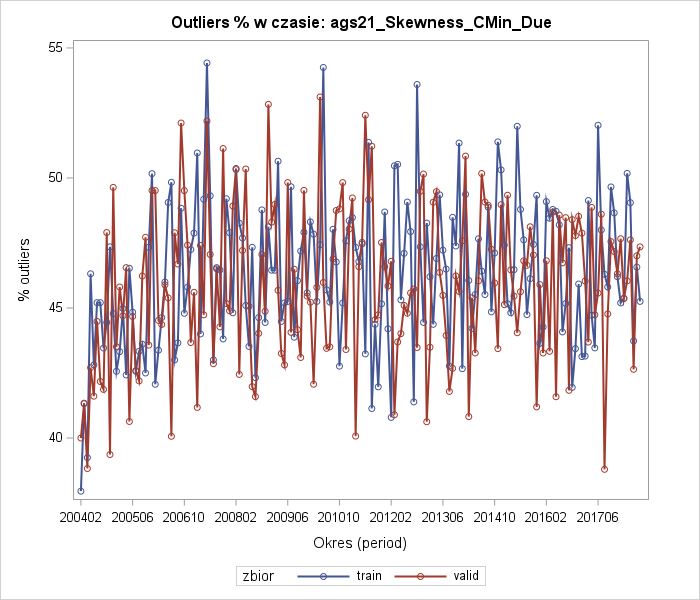 Outliers % w czasie: ags21_Skewness_CMin_Due
% outliers
55
50
45
40
200402 200506 200610 200802 200906 201010 201202 201306 201410 201602 201706
Okres (period)
zbior train valid